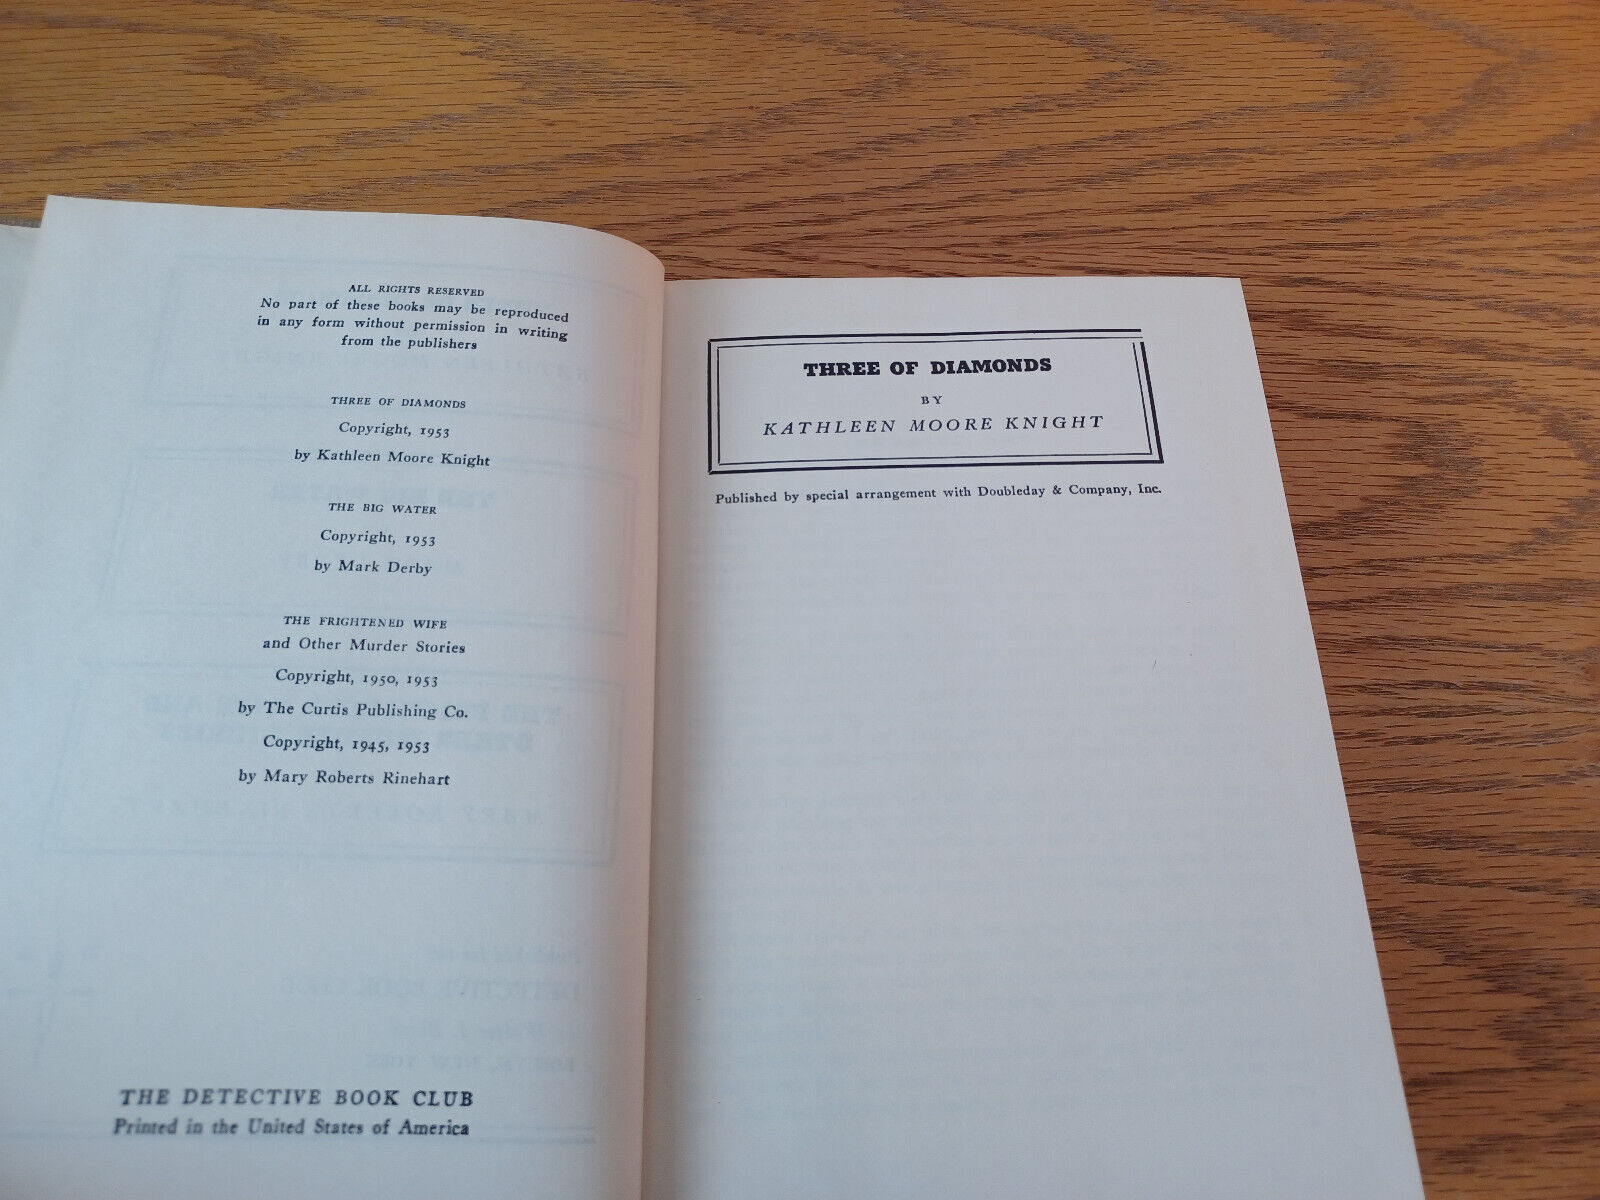 ALL RIGHTS RESERVED
No part of these books may be reproduced
in any form without permission in writing
from the publishers
THREE OF DIAMONDS
Copyright, 1953
by Kathleen Moore Knight
THE BIG WATER
Copyright, 1953
by Mark Derby
THE FRIGHTENED WIFE
and Other Murder Stories
Copyright, 1950, 1953
by The Curtis Publishing Co.
Copyright, 1945, 1953
by Mary Roberts Rinehart
THE DETECTIVE BOOK CLUB
Printed in the United States of America
THREE OF DIAMONDS
BY
KATHLEEN MOORE KNIGHT
Published by special arrangement with Doubleday & Company, Inc.